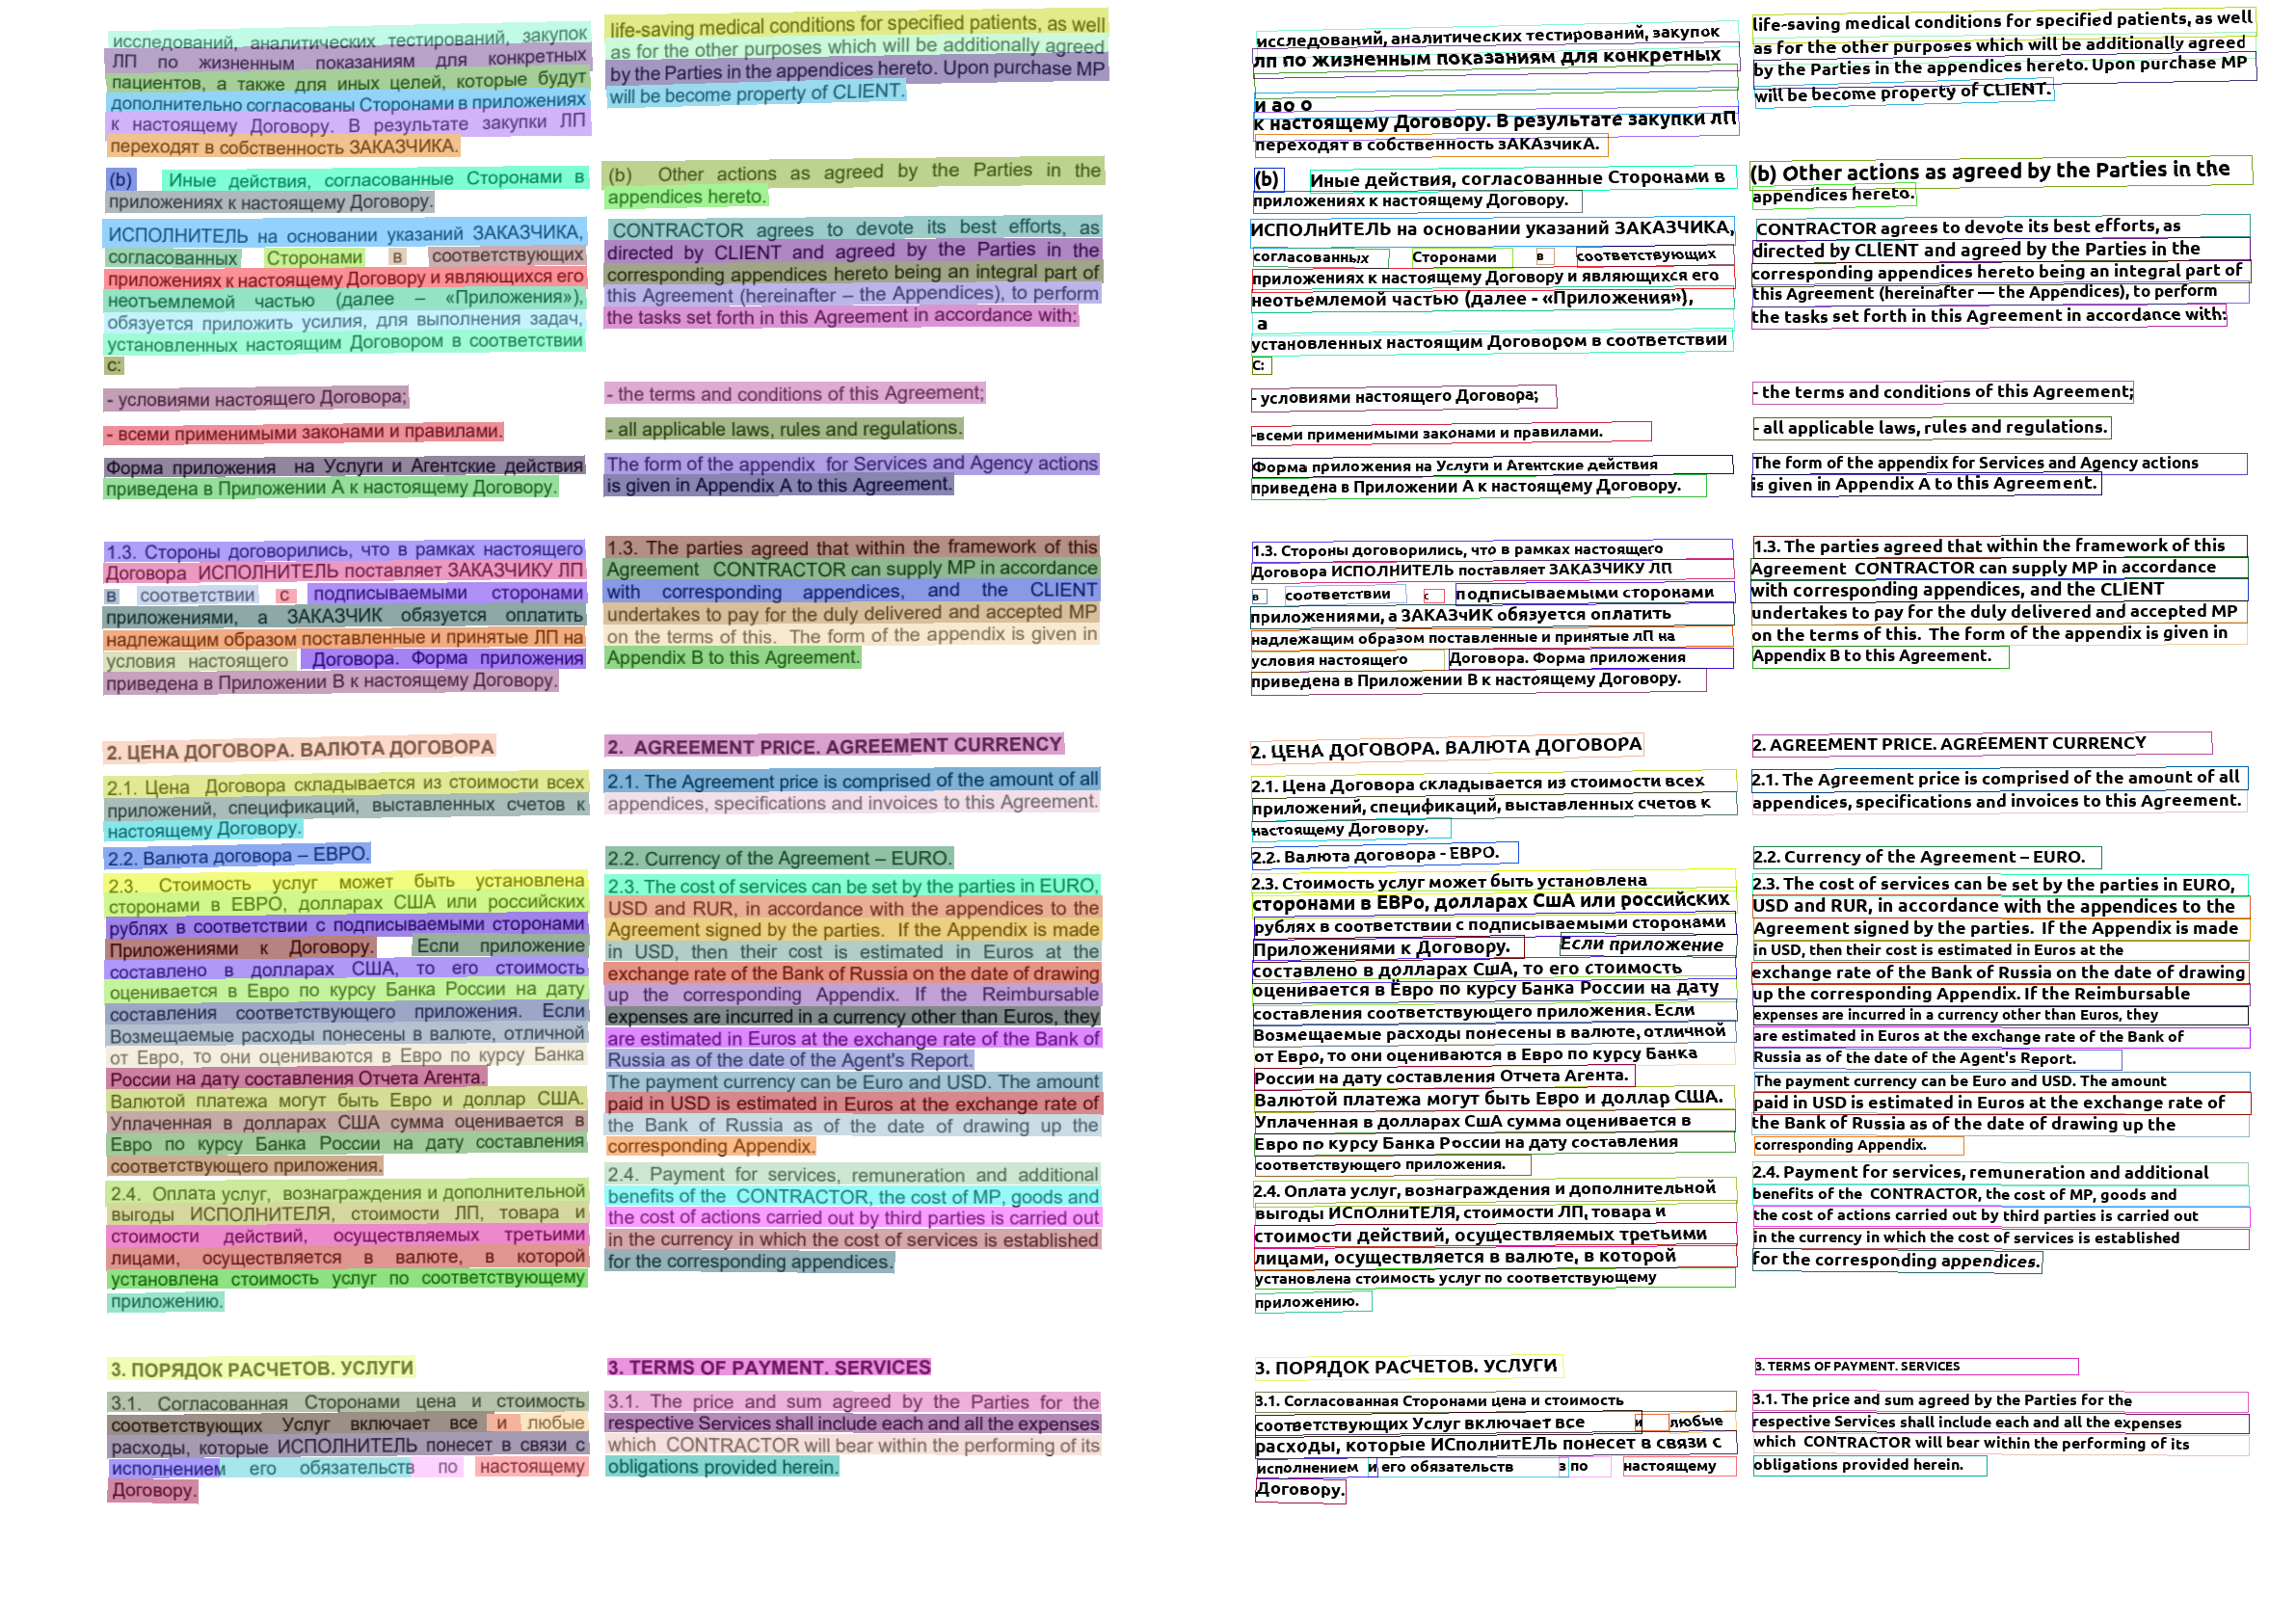 исследований, аналитических тестирований, закупок
ЛП по жизненным показаниям для конкретных
пациентов, а также для иных целей, которые будут
дополнительно согласованы Сторонами в приложениях
к настоящему Договору. В результате закупки ЛП
переходят в собственность ЗАКАЗЧИКА.
(b) Иные действия, согласованные Сторонами в
приложениях к настоящему Договору.
ИСПОЛНИТЕЛЬ на основании указаний ЗАКАЗЧИКА,
согласованных Сторонами в соответствующих
приложениях к настоящему Договору и являющихся его
неотъемлемой частью (далее – «Приложения»),
обязуется приложить усилия, для выполнения задач,
установленных настоящим Договором в соответствии
с:
- условиями настоящего Договора;
- всеми применимыми законами и правилами.
Форма приложения на Услуги и Агентские действия
приведена в Приложении А к настоящему Договору.
1.3. Стороны договорились, что в рамках настоящего
Договора ИСПОЛНИТЕЛЬ поставляет ЗАКАЗЧИКУ ЛП
в соответствии с подписываемыми сторонами
приложениями, а ЗАКАЗЧИК обязуется оплатить
надлежащим образом поставленные и принятые ЛП на
условия настоящего Договора. Форма приложения
приведена в Приложении В к настоящему Договору.
2. ЦЕНА ДОГОВОРА. ВАЛЮТА ДОГОВОРА
2.1. Цена Договора складывается из стоимости всех
приложений, спецификаций, выставленных счетов к
настоящему Договору.
2.2. Валюта договора – ЕВРО.
2.3. Стоимость услуг может быть установлена
сторонами в ЕВРО, долларах США или российских
рублях в соответствии с подписываемыми сторонами
Приложениями к Договору. Если приложение
составлено в долларах США, то его стоимость
оценивается в Евро по курсу Банка России на дату
составления соответствующего приложения. Если
Возмещаемые расходы понесены в валюте, отличной
от Евро, то они оцениваются в Евро по курсу Банка
России на дату составления Отчета Агента.
Валютой платежа могут быть Евро и доллар США.
Уплаченная в долларах США сумма оценивается в
Евро по курсу Банка России на дату составления
соответствующего приложения.
2.4. Оплата услуг, вознаграждения и дополнительной
выгоды ИСПОЛНИТЕЛЯ, стоимости ЛП, товара и
стоимости действий, осуществляемых третьими
лицами, осуществляется в валюте, в которой
установлена стоимость услуг по соответствующему
приложению.
3. ПОРЯДОК РАСЧЕТОВ. УСЛУГИ
3.1. Согласованная Сторонами цена и стоимость
соответствующих Услуг включает все и любые
расходы, которые ИСПОЛНИТЕЛЬ понесет в связи с
исполнением его обязательств по настоящему
Договору.
life-saving medical conditions for specified patients, as well
as for the other purposes which will be additionally agreed
by the Parties in the appendices hereto. Upon purchase MP
will be become property of CLIENT.
(b) Other actions as agreed by the Parties in the
appendices hereto.
CONTRACTOR agrees to devote its best efforts, as
directed by CLIENT and agreed by the Parties in the
corresponding appendices hereto being an integral part of
this Agreement (hereinafter – the Appendices), to perform
the tasks set forth in this Agreement in accordance with:
- the terms and conditions of this Agreement;
- all applicable laws, rules and regulations.
The form of the appendix for Services and Agency actions
is given in Appendix A to this Agreement.
1.3. The parties agreed that within the framework of this
Agreement CONTRACTOR can supply MP in accordance
with corresponding appendices, and the CLIENT
undertakes to pay for the duly delivered and accepted MP
on the terms of this. The form of the appendix is given in
Appendix B to this Agreement.
2. AGREEMENT PRICE. AGREEMENT CURRENCY
2.1. The Agreement price is comprised of the amount of all
appendices, specifications and invoices to this Agreement.
2.2. Currency of the Agreement – EURO.
2.3. The cost of services can be set by the parties in EURO,
USD and RUR, in accordance with the appendices to the
Agreement signed by the parties. If the Appendix is made
in USD, then their cost is estimated in Euros at the
exchange rate of the Bank of Russia on the date of drawing
up the corresponding Appendix. If the Reimbursable
expenses are incurred in a currency other than Euros, they
are estimated in Euros at the exchange rate of the Bank of
Russia as of the date of the Agent's Report.
The payment currency can be Euro and USD. The amount
paid in USD is estimated in Euros at the exchange rate of
the Bank of Russia as of the date of drawing up the
corresponding Appendix.
2.4. Payment for services, remuneration and additional
benefits of the CONTRACTOR, the cost of MP, goods and
the cost of actions carried out by third parties is carried out
in the currency in which the cost of services is established
for the corresponding appendices.
3. TERMS OF PAYMENT. SERVICES
3.1. The price and sum agreed by the Parties for the
respective Services shall include each and all the expenses
which CONTRACTOR will bear within the performing of its
obligations provided herein.
исследований, аналитических тестирований, закупок
лп по жизненным показаниям для конкретных
и ао о
к настоящему Договору. В результате закупки лП
переходят в собственность зАКАзчикА.
(b) Иные действия, согласованные Сторонами в
приложениях к настоящему Договору.
ИСПОЛнИТЕЛЬ на основании указаний ЗАКАЗЧИКА,
согласованных Сторонами в соответствующих
приложениях к настоящему Договору и являющихся его
неотъемлемой частью (далее - «Приложения»),
а
установленных настоящим Договором в соответствии
С:
- условиями настоящего Договора;
-всеми применимыми законами и правилами.
Форма приложения на Услуги и Агентские действия
приведена в Приложении А к настоящему Договору.
1.3. Стороны договорились, что в рамках настоящего
Договора ИСПОЛНИТЕЛЬ поставляет ЗАКАЗЧИКУ ЛП
в соответствии с подписываемыми сторонами
приложениями, а ЗАКАЗчИК обязуется оплатить
надлежащим образом поставленные и принятые лП на
условия настоящего Договора. Форма приложения
приведена в Приложении В к настоящему Договору.
2. ЦЕНА ДОГОВОРА. ВАЛЮТА ДОГОВОРА
2.1. Цена Договора складывается из стоимости всех
приложений, спецификаций, выставленных счетов к
настоящему Договору.
2.2. Валюта договора - ЕВРО.
2.3. Стоимость услуг может быть установлена
сторонами в ЕВРо, долларах СшА или российских
рублях в соответствии с подписываемыми сторонами
Приложениями к Договору. Если приложение
составлено в долларах СшА, то его стоимость
оценивается в Евро по курсу Банка России на дату
составления соответствующего приложения. Если
Возмещаемые расходы понесены в валюте, отличной
от Евро, то они оцениваются в Евро по курсу Банка
России на дату составления Отчета Агента.
Валютой платежа могут быть Евро и доллар США.
Уплаченная в долларах СшА сумма оценивается в
Евро по курсу Банка России на дату составления
соответствующего приложения.
2.4. Оплата услуг, вознаграждения и дополнительной
выгоды ИСпОлниТЕЛЯ, стоимости ЛП, товара и
стоимости действий, осуществляемых третьими
лицами, осуществляется в валюте, в которой
установлена стоимость услуг по соответствующему
приложению.
3. ПОРЯДОК РАСЧЕТОВ. УСЛУГИ
3.1. Согласованная Сторонами цена и стоимость
соответствующих Услуг включает все и любые
расходы, которые ИСполнитЕЛь понесет в связи с
исполнением и его обязательств з по настоящему
Договору.
life-saving medical conditions for specified patients, as well
as for the other purposes which will be additionally agreed
by the Parties in the appendices hereto. Upon purchase MP
will be become property of CLIENT.
(b) Other actions as agreed by the Parties in the
appendices hereto.
CONTRACTOR agrees to devote its best efforts, as
directed by CLlENT and agreed by the Parties in the
corresponding appendices hereto being an integral part of
this Agreement (hereinafter — the Appendices), to perform
the tasks set forth in this Agreement in accordance with:
- the terms and conditions of this Agreement;
- all applicable laws, rules and regulations.
The form of the appendix for Services and Agency actions
is given in Appendix A to this Agreement.
1.3. The parties agreed that within the framework of this
Agreement CONTRACTOR can supply MP in accordance
with corresponding appendices, and the CLIENT
undertakes to pay for the duly delivered and accepted MP
on the terms of this. The form of the appendix is given in
Appendix B to this Agreement.
2. AGREEMENT PRICE. AGREEMENT CURRENCY
2.1. The Agreement price is comprised of the amount of all
appendices, specifications and invoices to this Agreement.
2.2. Currency of the Agreement – EURO.
2.3. The cost of services can be set by the parties in EURO,
USD and RUR, in accordance with the appendices to the
Agreement signed by the parties. If the Appendix is made
in USD, then their cost is estimated in Euros at the
exchange rate of the Bank of Russia on the date of drawing
up the corresponding Appendix. If the Reimbursable
expenses are incurred in a currency other than Euros, they
are estimated in Euros at the exchange rate of the Bank of
Russia as of the date of the Agent's Report.
The payment currency can be Euro and USD. The amount
paid in USD is estimated in Euros at the exchange rate of
the Bank of Russia as of the date of drawing up the
corresponding Appendix.
2.4. Payment for services, remuneration and additional
benefits of the CONTRACTOR, the cost of MP, goods and
the cost of actions carried out by third parties is carried out
in the currency in which the cost of services is established
for the corresponding appendices.
3. TERMS OF PAYMENT. SERVICES
3.1. The price and sum agreed by the Parties for the
respective Services shall include each and all the expenses
which CONTRACTOR will bear within the performing of its
obligations provided herein.